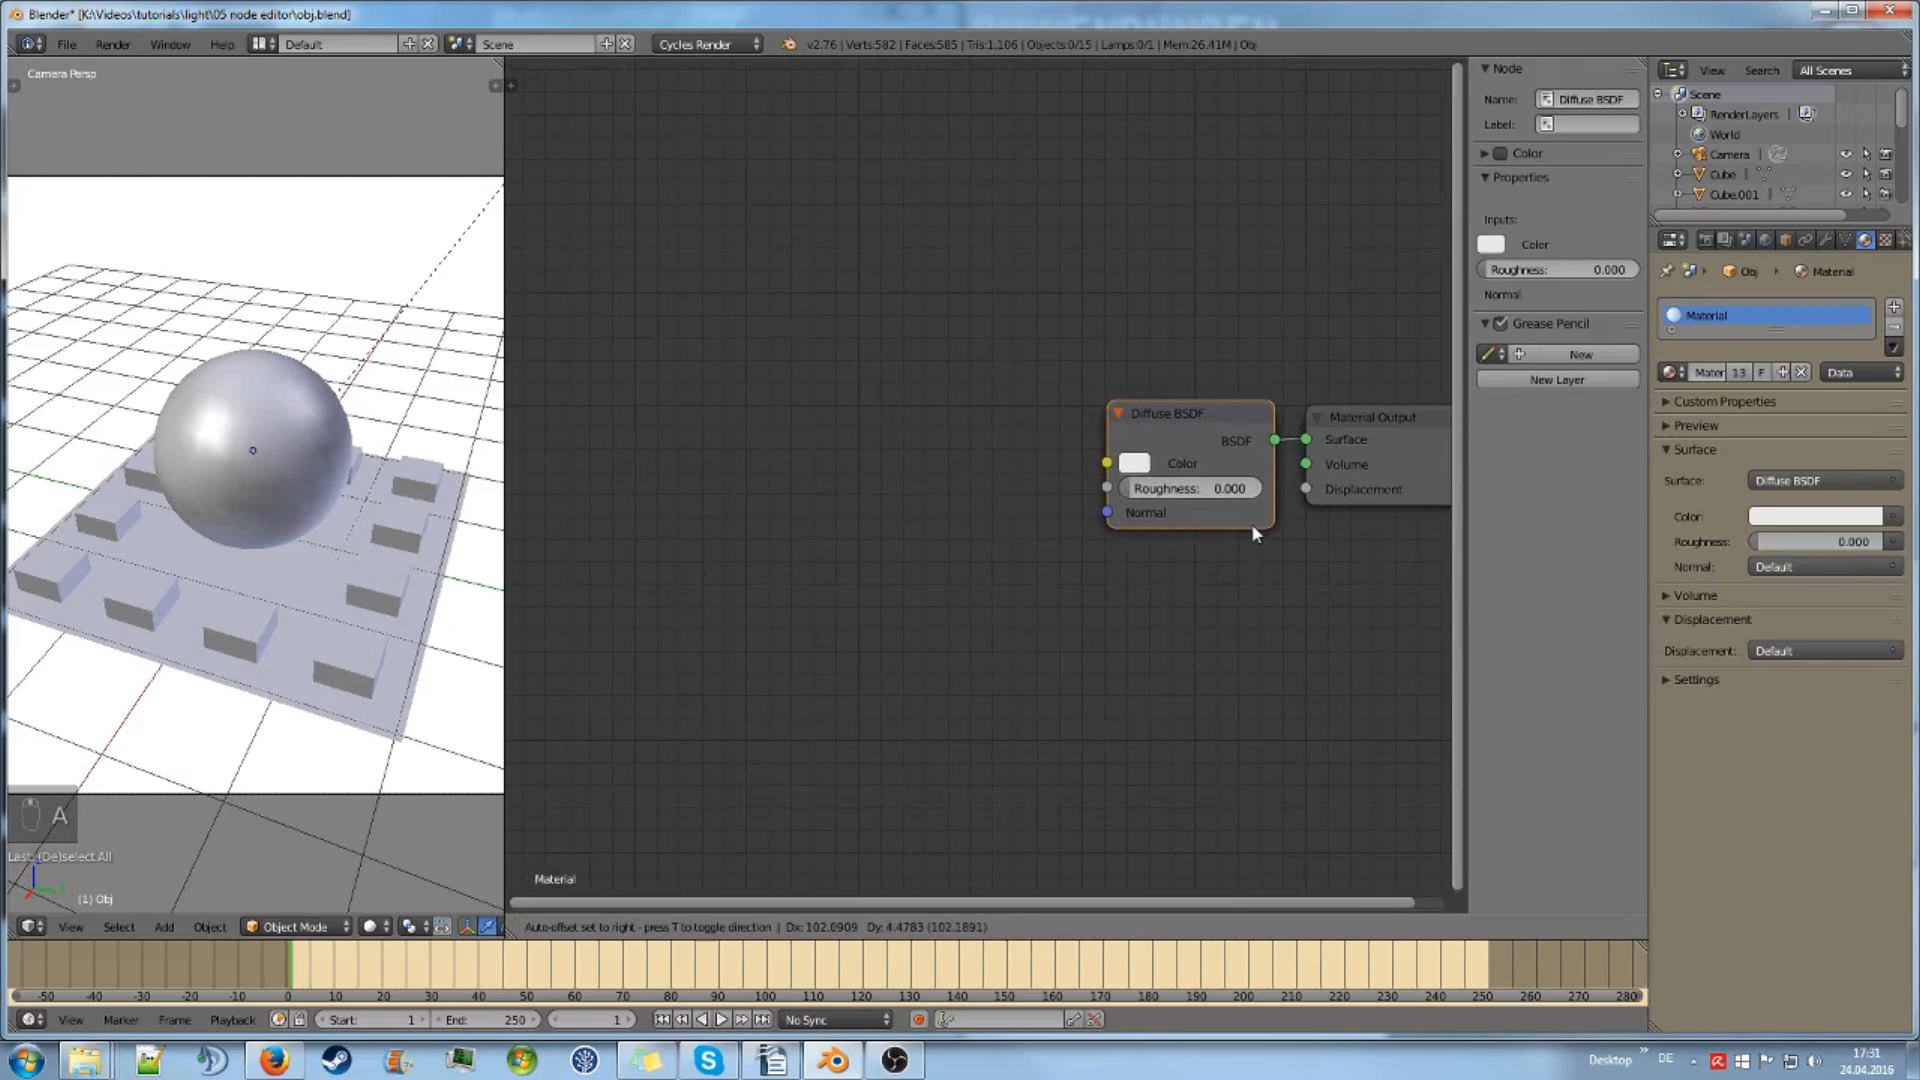 Blender* [K:\Videos\tutorials\light\05 node editor\obj.blend]
File Render Window Help Default Scene Cycles Render v2.76 | Verts:582 | Faces:585 | Tris:1,106 | Objects:0/15 | Lamps:0/1 | Mem:26.41M | Obj
Camera Persp
A
Last: (De)select All
(1) Obj
View Select Add Object Object Mode
Diffuse BSDF
BSDF
Color
Roughness: 0.000
Normal
Material Output
Surface
Volume
Displacement
Material
Auto-offset set to right - press T to toggle direction | Dx: 102.0909 Dy: 4.4783 (102.1891)
Node
Name: Diffuse BSDF
Label:
Color
Properties
Inputs:
Color
Roughness: 0.000
Normal
Grease Pencil
New
New Layer
View Search All Scenes
Scene
RenderLayers
World
Camera
Cube
Cube.001
Obj Material
Material
Mater 13 F Data
Custom Properties
Preview
Surface
Surface: Diffuse BSDF
Color:
Roughness: 0.000
Normal: Default
Volume
Displacement
Displacement: Default
Settings
-50 -40 -30 -20 -10 0 10 20 30 40 50 60 70 80 90 100 110 120 130 140 150 160 170 180 190 200 210 220 230 240 250 260 270 280
View Marker Frame Playback Start: 1 End: 250 1 No Sync
Desktop DE 17:31
24.04.2016